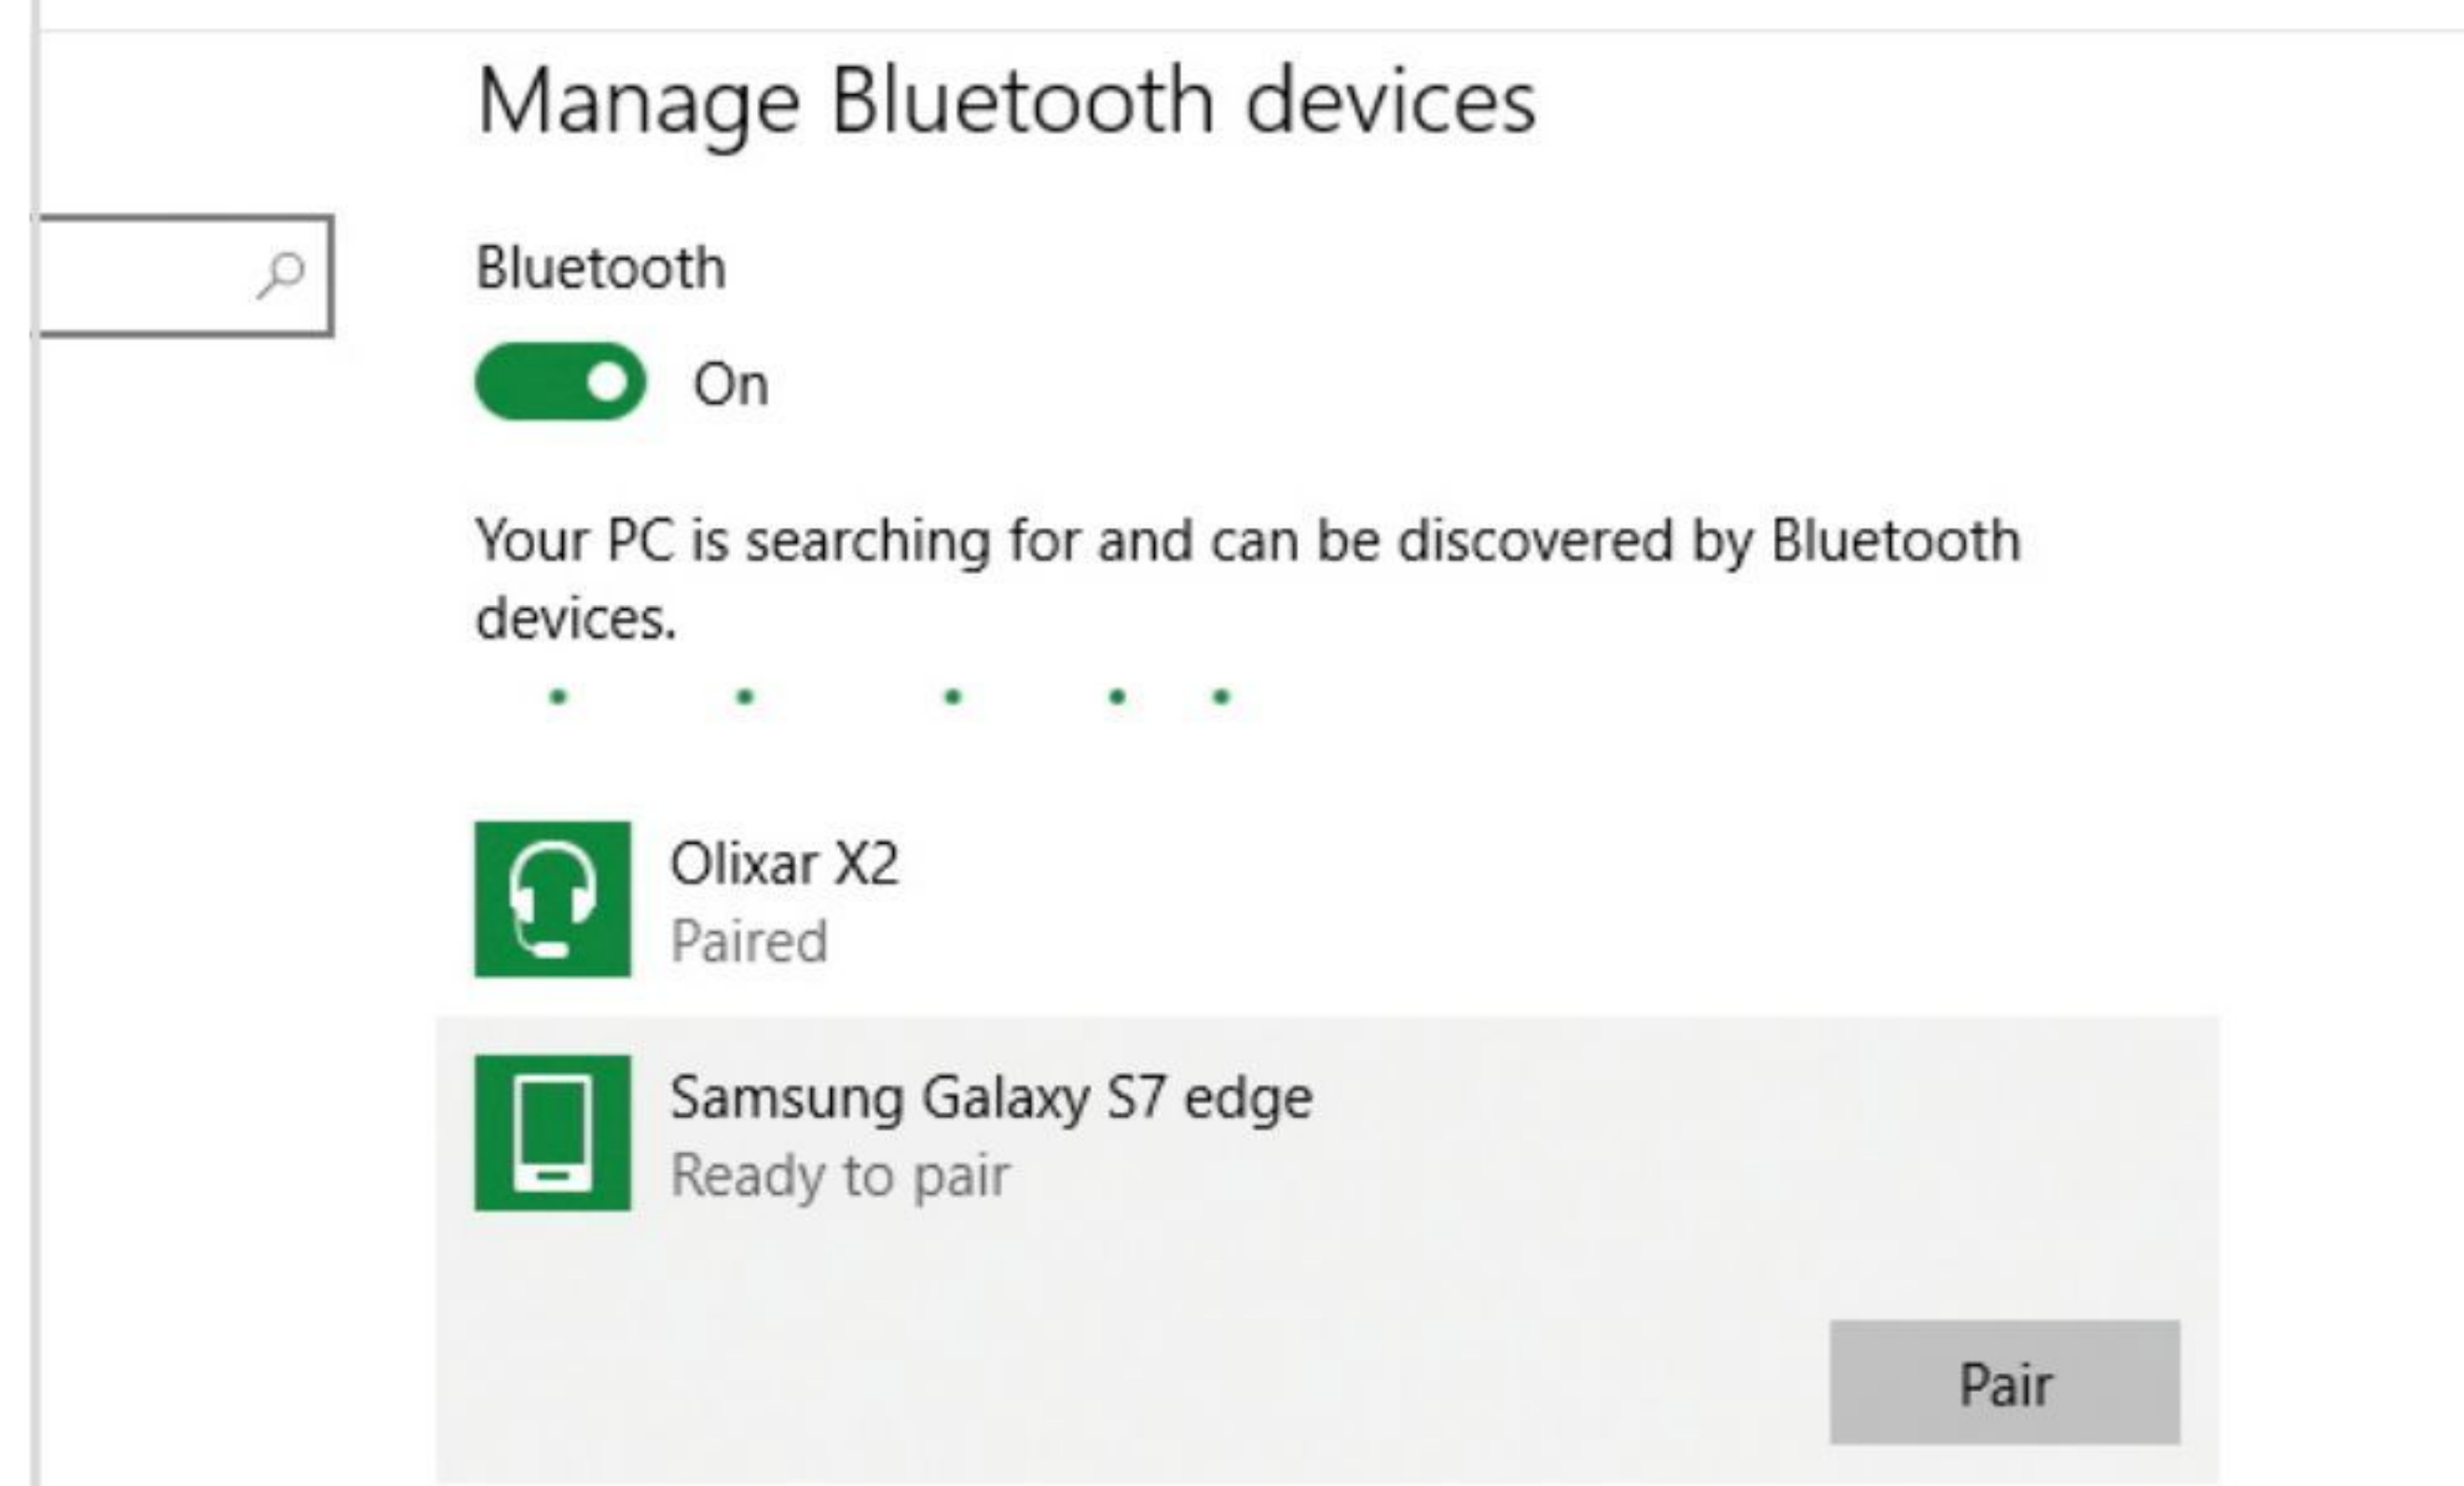 Manage Bluetooth devices
Bluetooth
On
Your PC is searching for and can be discovered by Bluetooth
devices.
Olixar X2
Paired
Samsung Galaxy S7 edge
Ready to pair
Pair